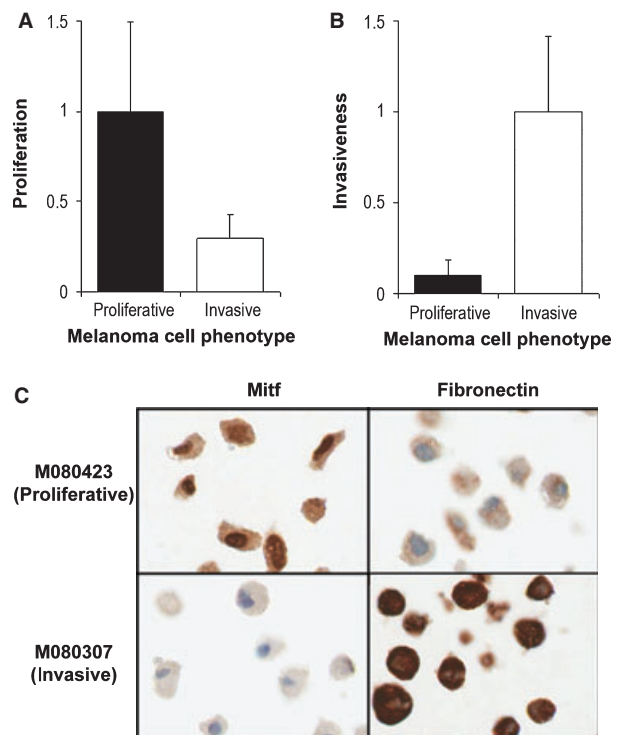 A
1.5
1
0.5
0
Proliferation
Proliferative Invasive
Melanoma cell phenotype
B
1.5
1
0.5
0
Invasiveness
Proliferative Invasive
Melanoma cell phenotype
C
Mitf Fibronectin
M080423
(Proliferative)
M080307
(Invasive)